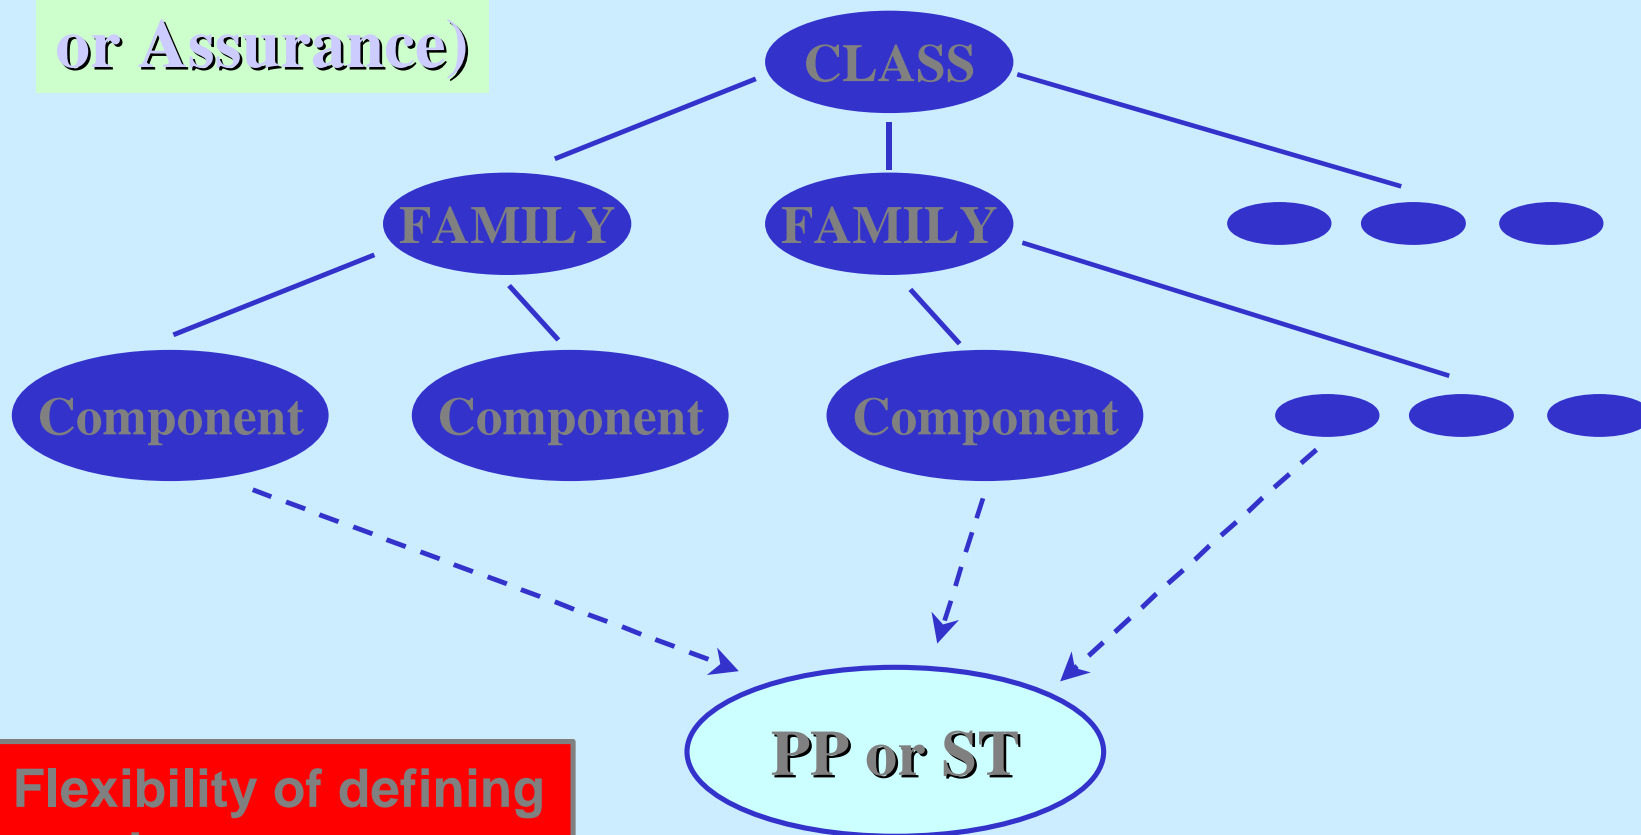 or Assurance)
CLASS
FAMILY FAMILY
Component Component Component
PP or ST
Flexibility of defining